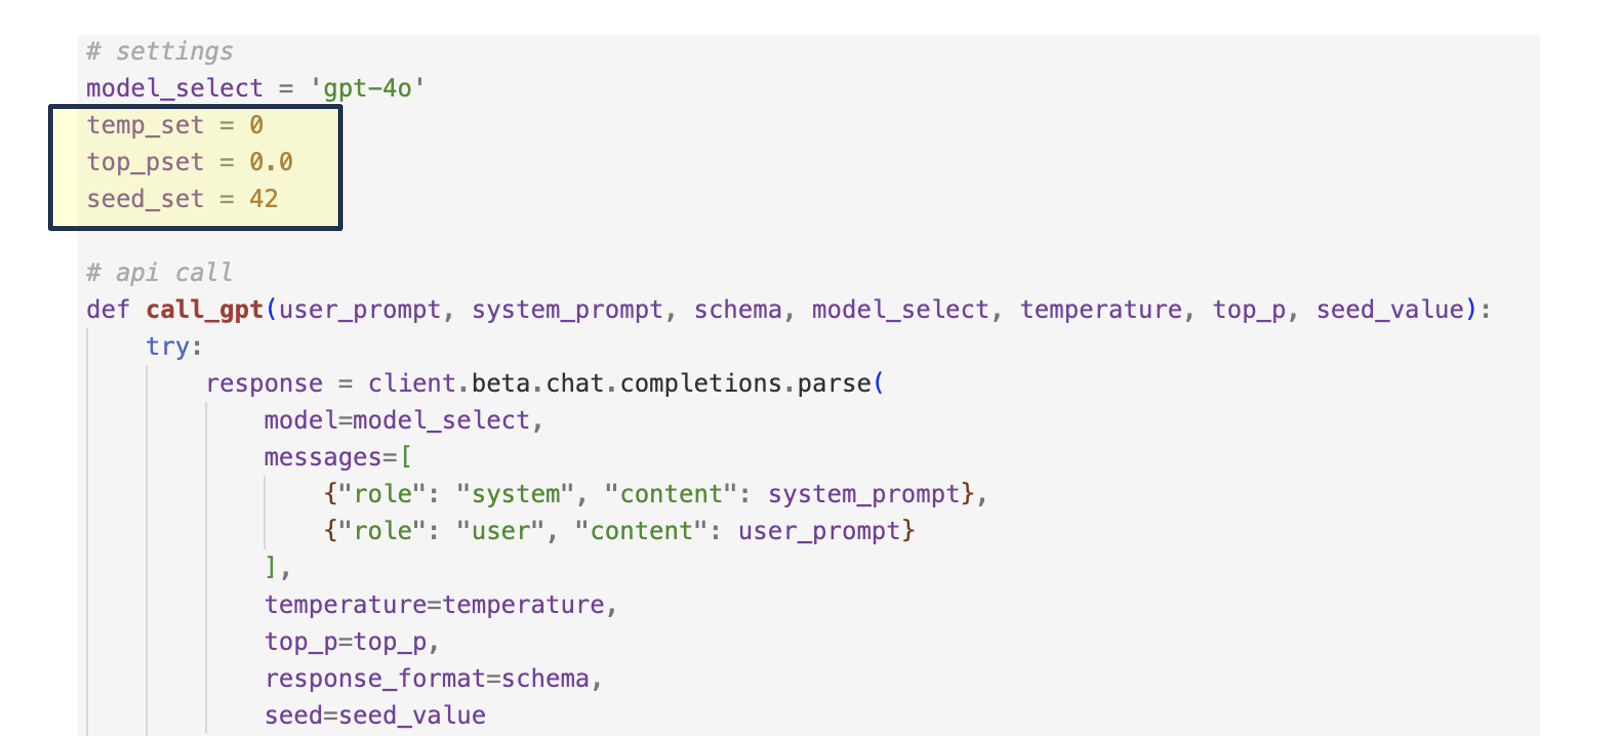 # settings
model_select = 'gpt-4o'
temp_set = 0
top_pset = 0.0
seed_set = 42
# api call
def call_gpt(user_prompt, system_prompt, schema, model_select, temperature, top_p, seed_value):
    try:
        response = client.beta.chat.completions.parse(
            model=model_select,
            messages=[
                {"role": "system", "content": system_prompt},
                {"role": "user", "content": user_prompt}
            ],
            temperature=temperature,
            top_p=top_p,
            response_format=schema,
            seed=seed_value